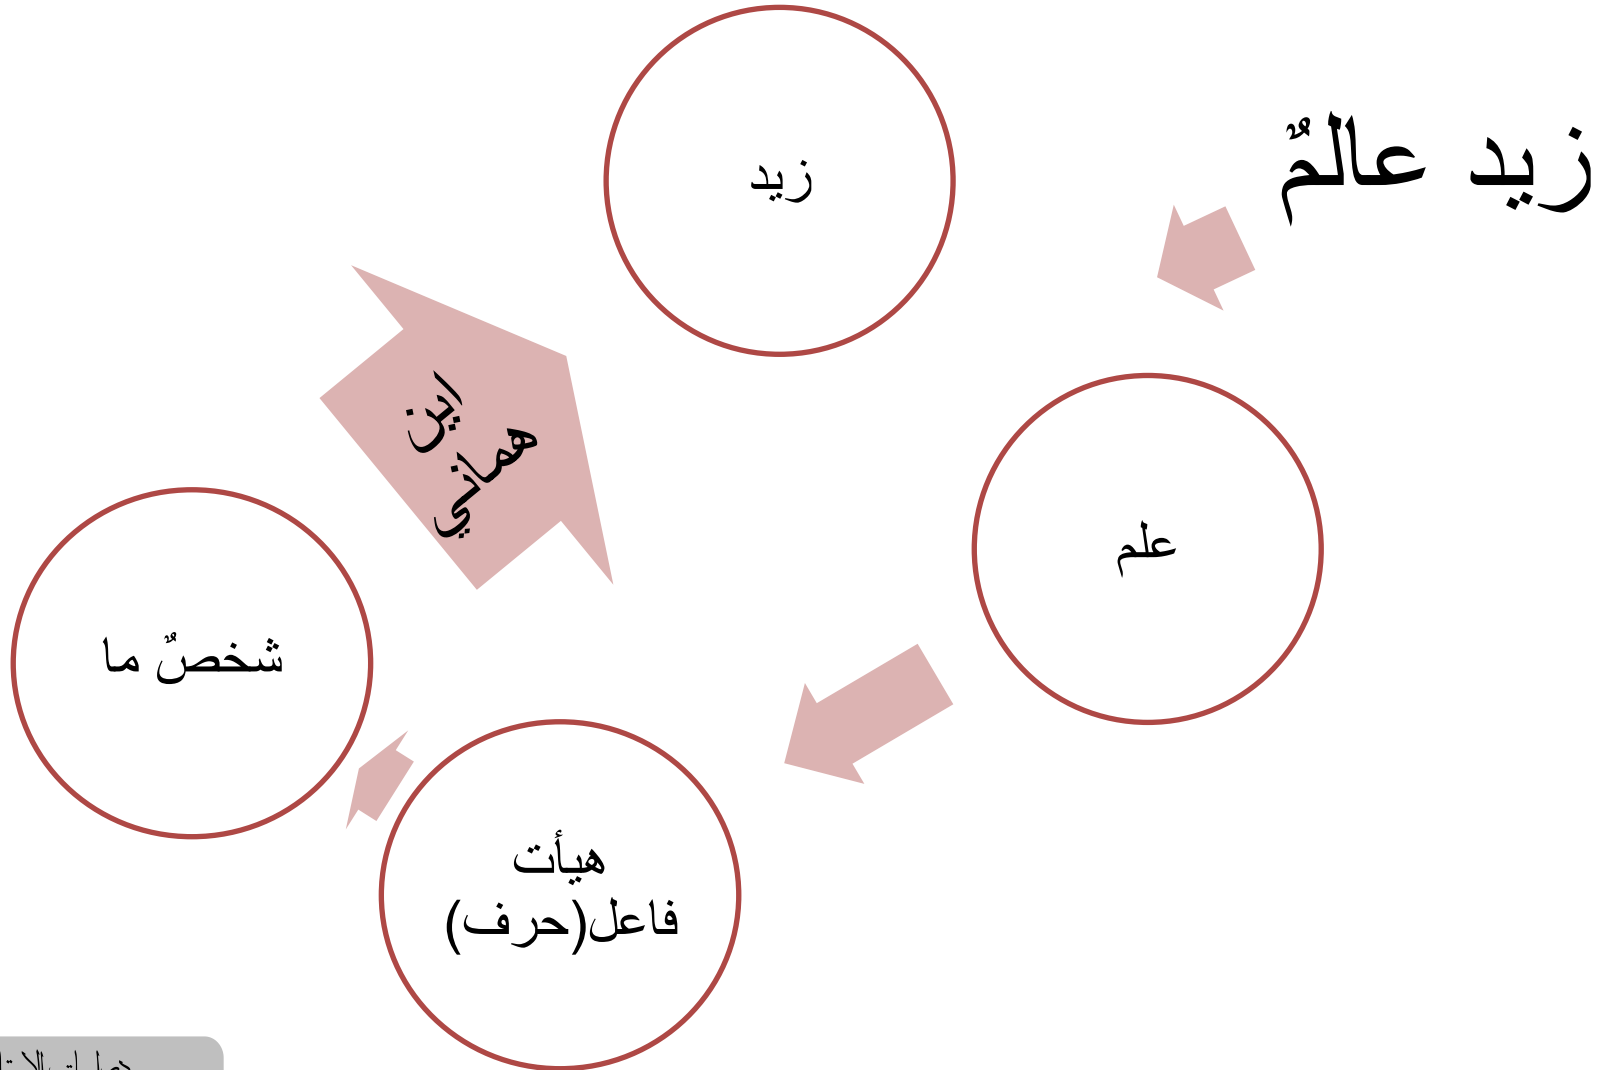 زيد عالمٌ
زيد
علم
هيأت
فاعل(حرف)
شخصٌ ما
اين
هماني